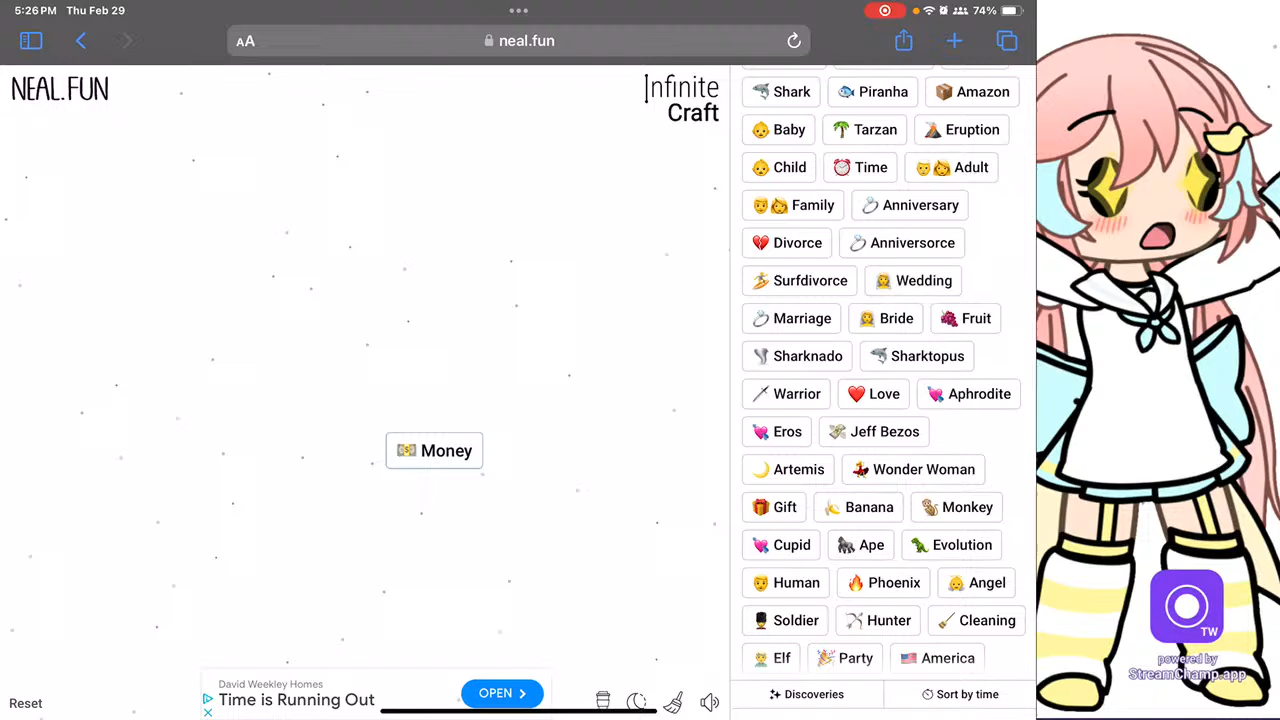 5:26 PM Thu Feb 29
74%
AA
neal.fun
NEAL.FUN
Infinite
Craft
🦈 Shark 🐟 Piranha 📦 Amazon
👶 Baby 🌴 Tarzan 🌋 Eruption
👶 Child ⏰ Time 👨👩 Adult
👨👩 Family 💍 Anniversary
💔 Divorce 💍 Anniversorce
🏄 Surfdivorce 👰 Wedding
💍 Marriage 👰 Bride 🍇 Fruit
🌪️ Sharknado 🦈 Sharktopus
🗡️ Warrior ❤️ Love 💘 Aphrodite
💘 Eros 💸 Jeff Bezos
💵 Money
🌙 Artemis 💃 Wonder Woman
🎁 Gift 🍌 Banana 🐒 Monkey
💘 Cupid 🦍 Ape 🦖 Evolution
👨 Human 🔥 Phoenix 👼 Angel
💂 Soldier 🏹 Hunter 🧹 Cleaning
🧝 Elf 🎉 Party 🇺🇸 America
Discoveries Sort by time
David Weekley Homes
Time is Running Out
OPEN
Reset
TW
powered by
StreamChamp.app